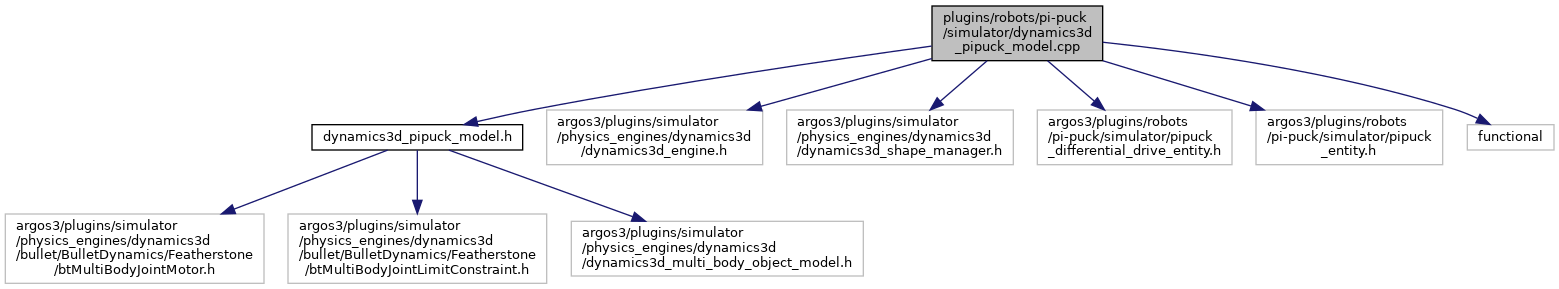 plugins/robots/pi-puck
/simulator/dynamics3d
_pipuck_model.cpp
dynamics3d_pipuck_model.h
argos3/plugins/simulator
/physics_engines/dynamics3d
/dynamics3d_engine.h
argos3/plugins/simulator
/physics_engines/dynamics3d
/dynamics3d_shape_manager.h
argos3/plugins/robots
/pi-puck/simulator/pipuck
_differential_drive_entity.h
argos3/plugins/robots
/pi-puck/simulator/pipuck
_entity.h
functional
argos3/plugins/simulator
/physics_engines/dynamics3d
/bullet/BulletDynamics/Featherstone
/btMultiBodyJointMotor.h
argos3/plugins/simulator
/physics_engines/dynamics3d
/bullet/BulletDynamics/Featherstone
/btMultiBodyJointLimitConstraint.h
argos3/plugins/simulator
/physics_engines/dynamics3d
/dynamics3d_multi_body_object_model.h